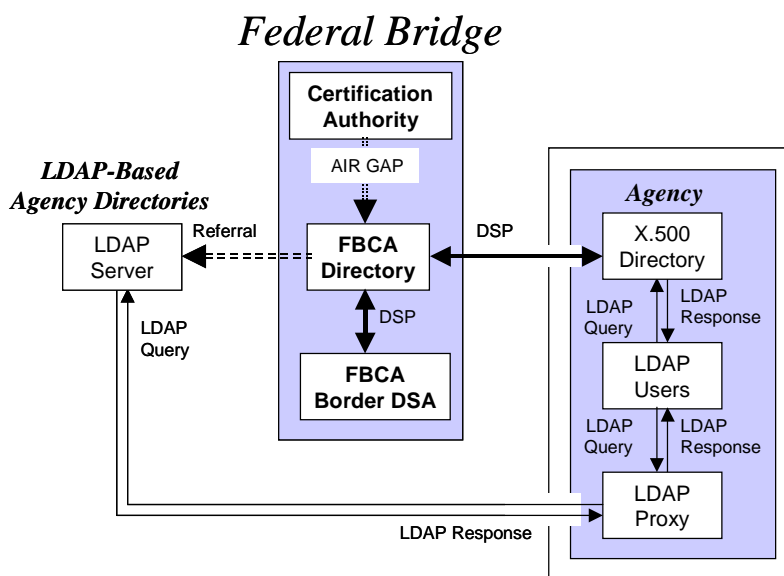 Federal Bridge
Certification
Authority
AIR GAP
LDAP-Based
Agency Directories
LDAP
Server
Referral
FBCA
Directory
DSP
Agency
X.500
Directory
LDAP
Query
DSP
LDAP
Query
LDAP
Response
FBCA
Border DSA
LDAP
Users
LDAP
Query
LDAP
Response
LDAP
Proxy
LDAP Response